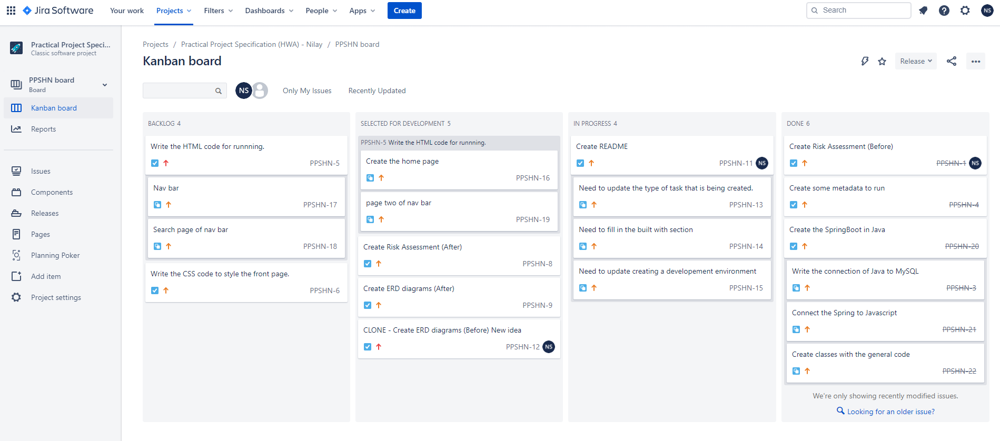 Jira Software Your work Projects Filters Dashboards People Apps Create Search NS
Practical Project Speci...
Classic software project
PPSHN board
Board
Kanban board
Reports
Issues
Components
Releases
Pages
Planning Poker
Add item
Project settings
Projects / Practical Project Specification (HWA) - Nilay / PPSHN board
Kanban board
Release
NS Only My Issues Recently Updated
BACKLOG 4
Write the HTML code for runnning.
PPSHN-5
Nav bar
PPSHN-17
Search page of nav bar
PPSHN-18
Write the CSS code to style the front page.
PPSHN-6
SELECTED FOR DEVELOPMENT 5
PPSHN-5 Write the HTML code for runnning.
Create the home page
PPSHN-16
page two of nav bar
PPSHN-19
Create Risk Assessment (After)
PPSHN-8
Create ERD diagrams (After)
PPSHN-9
CLONE - Create ERD diagrams (Before) New idea
PPSHN-12 NS
IN PROGRESS 4
Create README
PPSHN-11 NS
Need to update the type of task that is being created.
PPSHN-13
Need to fill in the built with section
PPSHN-14
Need to update creating a developement environment
PPSHN-15
DONE 6
Create Risk Assessment (Before)
PPSHN-1 NS
Create some metadata to run
PPSHN-4
Create the SpringBoot in Java
PPSHN-20
Write the connection of Java to MySQL
PPSHN-3
Connect the Spring to Javascript
PPSHN-21
Create classes with the general code
PPSHN-22
We're only showing recently modified issues.
Looking for an older issue?